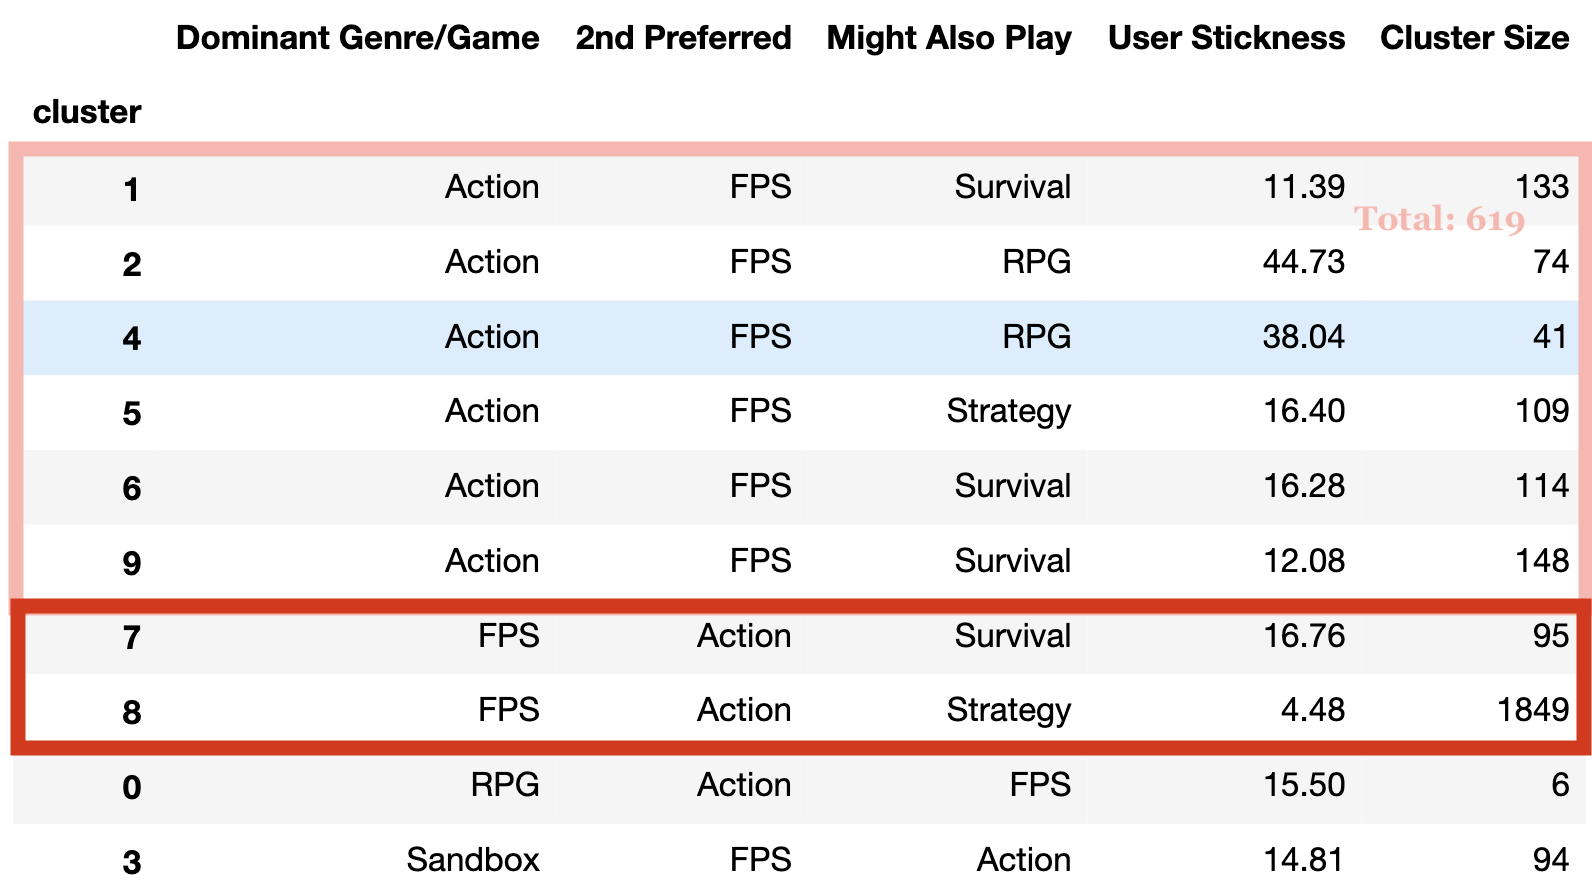 Dominant Genre/Game 2nd Preferred Might Also Play User Stickness Cluster Size
cluster
1 Action FPS Survival 11.39 133
Total: 619
2 Action FPS RPG 44.73 74
4 Action FPS RPG 38.04 41
5 Action FPS Strategy 16.40 109
6 Action FPS Survival 16.28 114
9 Action FPS Survival 12.08 148
7 FPS Action Survival 16.76 95
8 FPS Action Strategy 4.48 1849
0 RPG Action FPS 15.50 6
3 Sandbox FPS Action 14.81 94